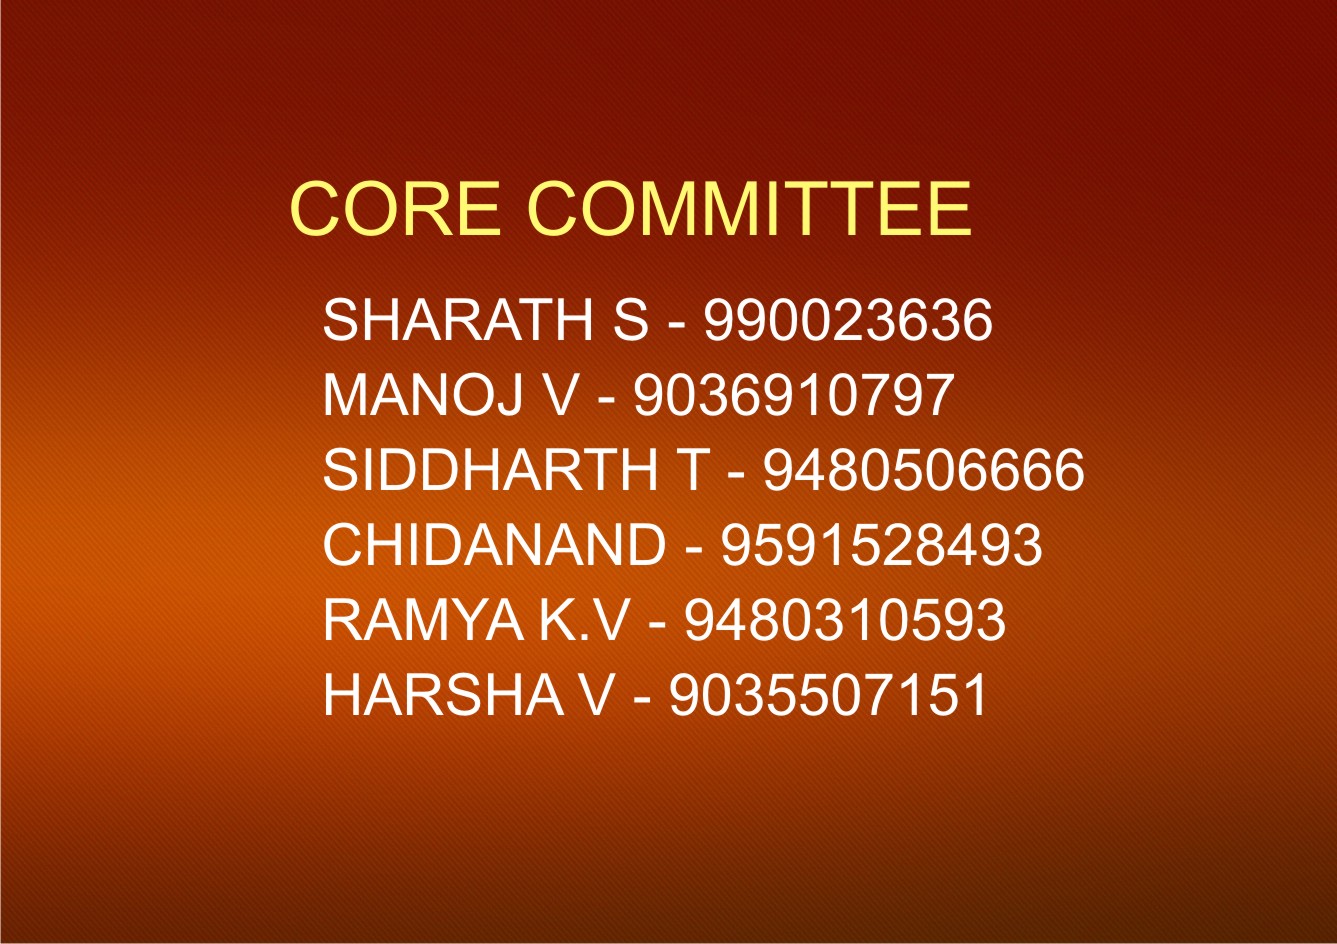 CORE COMMITTEE
SHARATH S - 990023636
MANOJ V - 9036910797
SIDDHARTH T - 9480506666
CHIDANAND - 9591528493
RAMYA K.V - 9480310593
HARSHA V - 9035507151